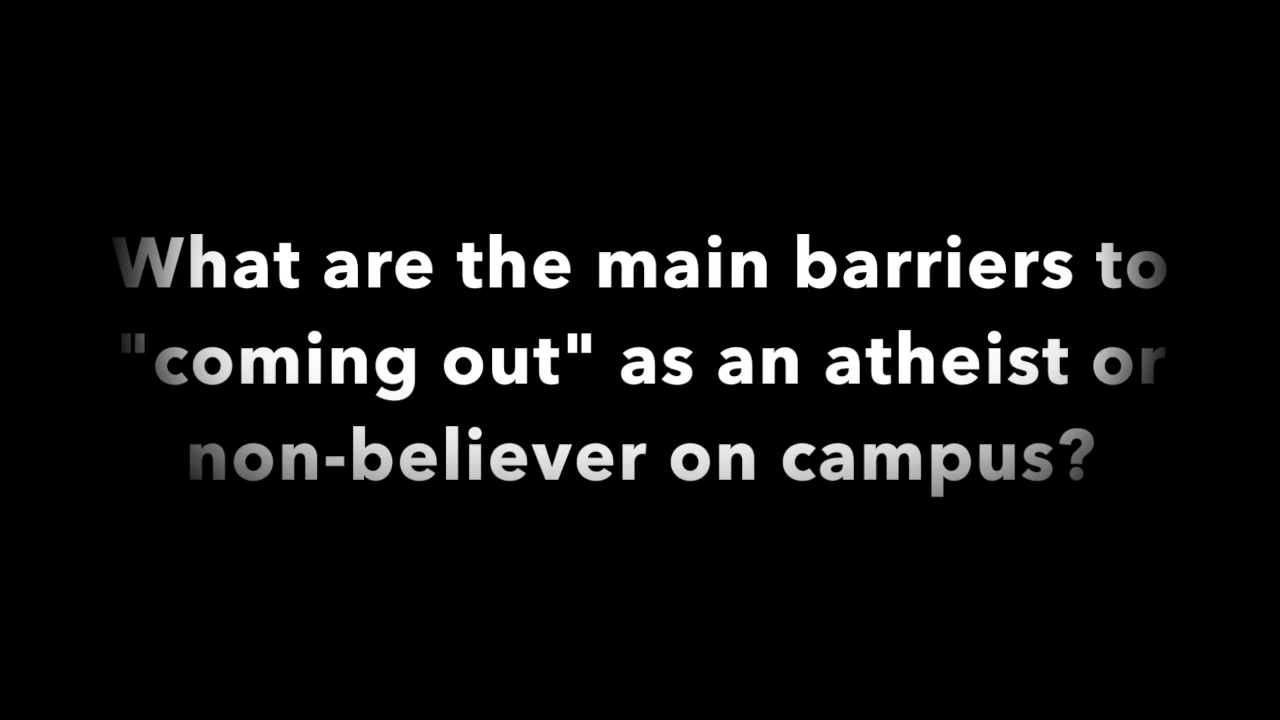 What are the main barriers to
"coming out" as an atheist or
non-believer on campus?